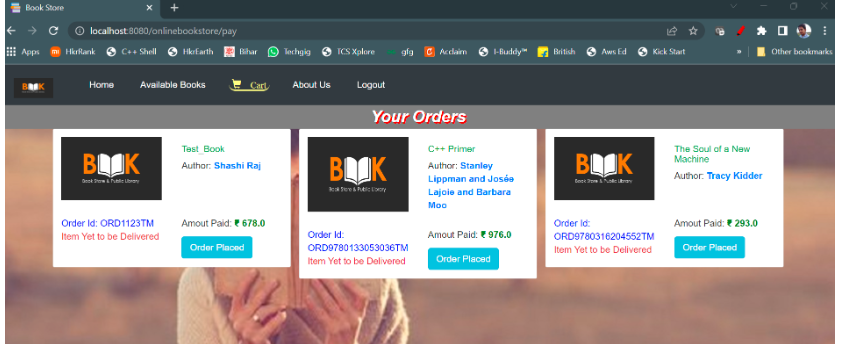 Book Store
localhost:8080/onlinebookstore/pay
Apps HkrRank C++ Shell HkrEarth Bihar Techgig TCS Xplore gfg Acclaim I-Buddy™ British Aws Ed Kick Start » Other bookmarks
BOOK Home Available Books Cart About Us Logout
Your Orders
BOOK
Book Store & Public Library
Test_Book
Author: Shashi Raj
Order Id: ORD1123TM
Item Yet to be Delivered
Amout Paid: ₹ 678.0
Order Placed
BOOK
Book Store & Public Library
C++ Primer
Author: Stanley
Lippman and Josée
Lajoie and Barbara
Moo
Order Id:
ORD9780133053036TM
Item Yet to be Delivered
Amout Paid: ₹ 976.0
Order Placed
BOOK
Book Store & Public Library
The Soul of a New
Machine
Author: Tracy Kidder
Order Id:
ORD9780316204552TM
Item Yet to be Delivered
Amout Paid: ₹ 293.0
Order Placed